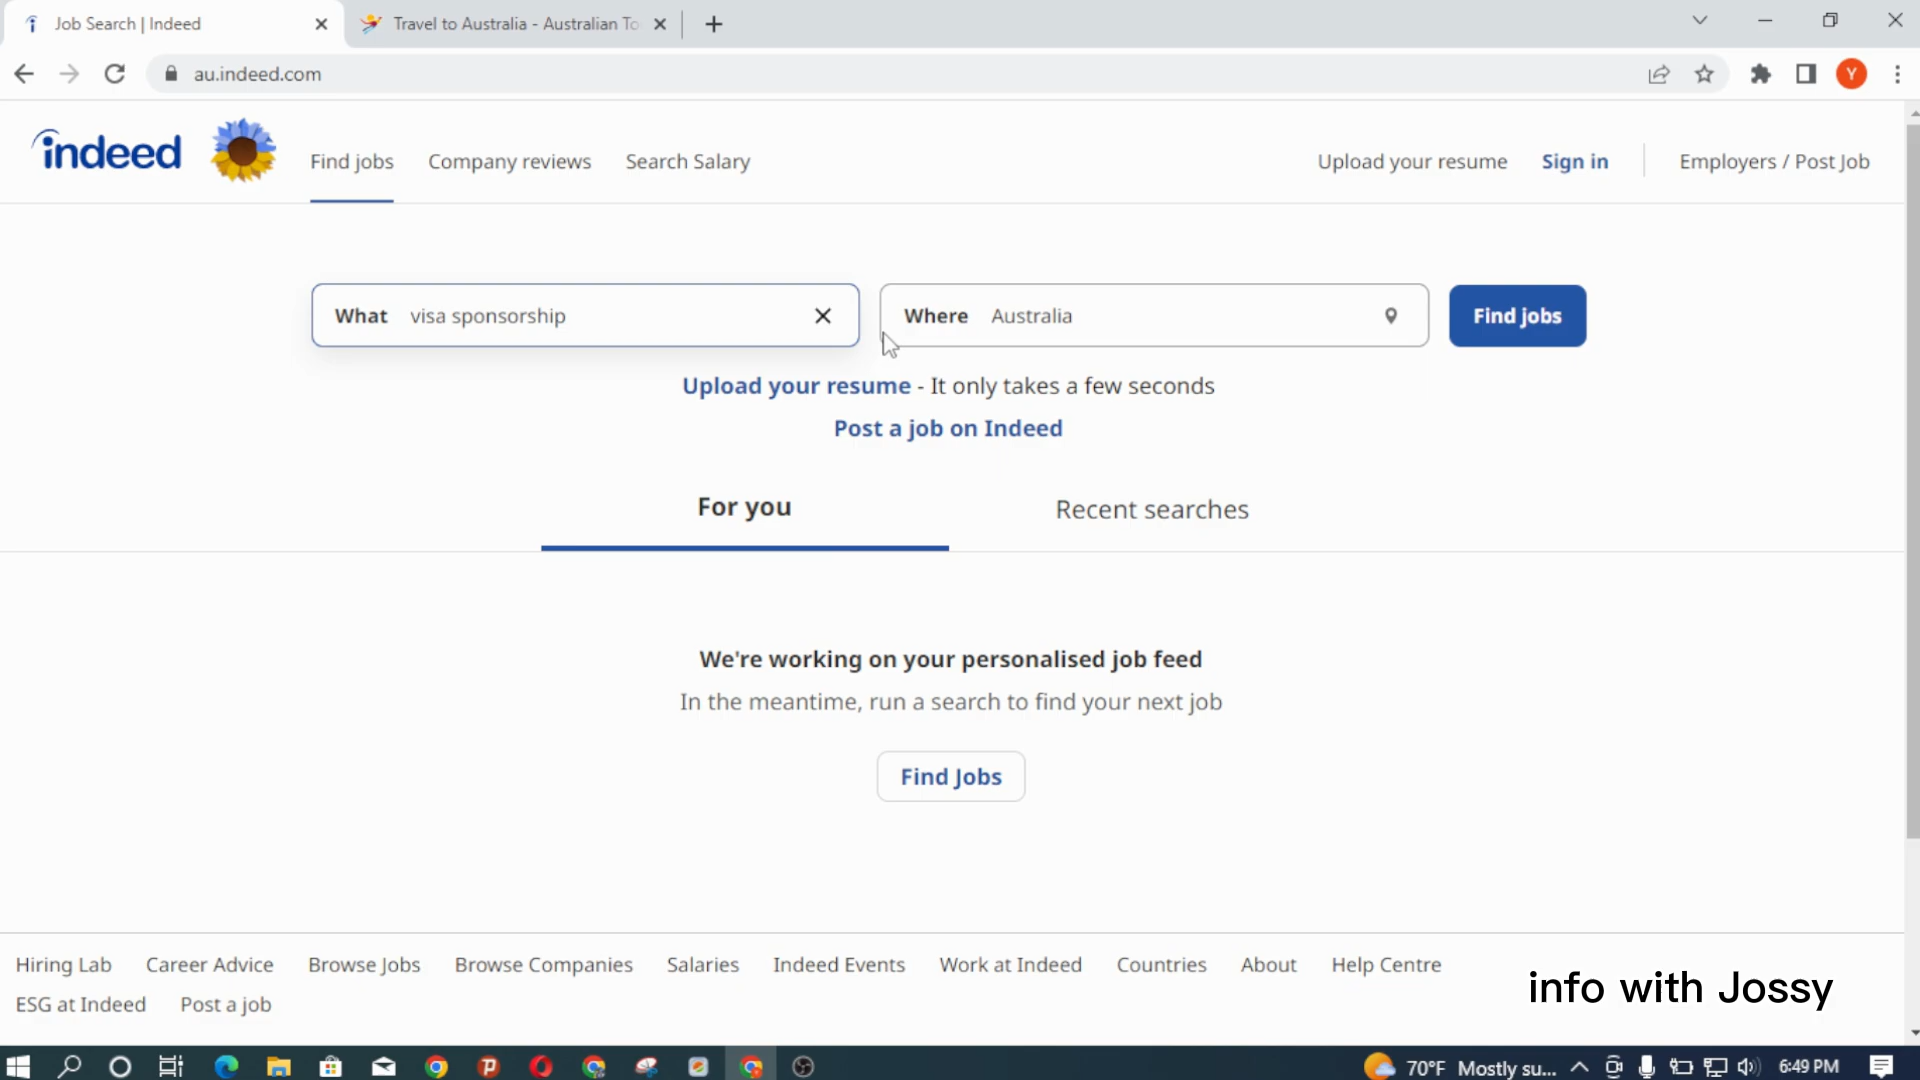 Job Search | Indeed
Travel to Australia - Australian To
au.indeed.com
Y
indeed
Find jobs
Company reviews
Search Salary
Upload your resume
Sign in
Employers / Post Job
What visa sponsorship
Where Australia
Find jobs
Upload your resume - It only takes a few seconds
Post a job on Indeed
For you
Recent searches
We're working on your personalised job feed
In the meantime, run a search to find your next job
Find Jobs
Hiring Lab Career Advice Browse Jobs Browse Companies Salaries Indeed Events Work at Indeed Countries About Help Centre
ESG at Indeed Post a job
info with Jossy
70°F Mostly su... 6:49 PM